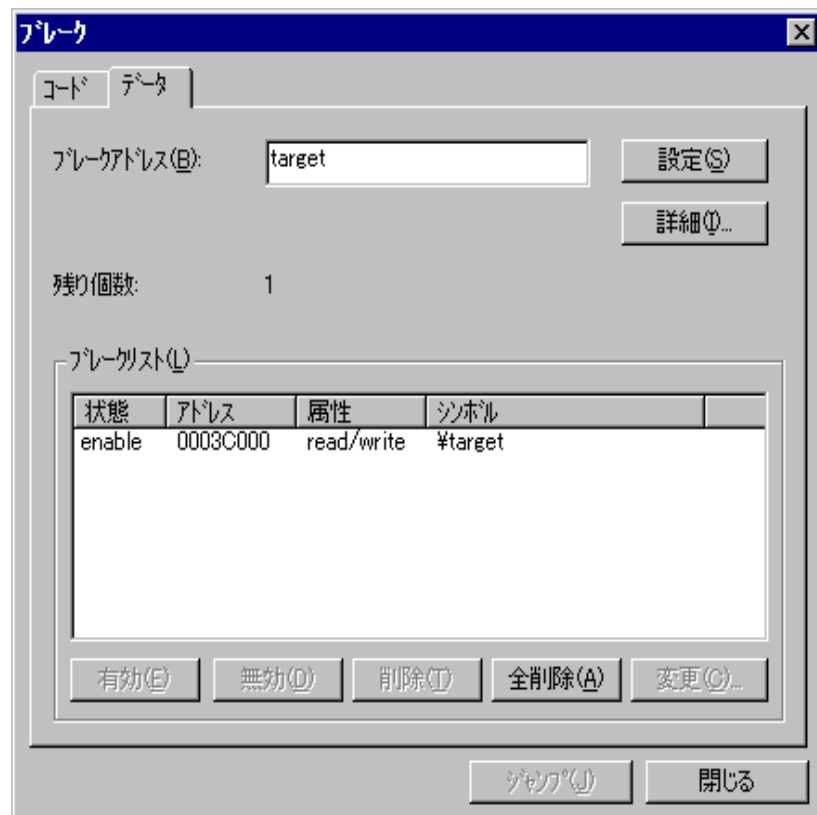 ブレーク
コード データ
ブレークアドレス(B): target 設定(S)
詳細(I)...
残り個数: 1
ブレークリスト(L)
状態 アドレス 属性 シンボル
enable 0003C000 read/write ¥target
有効(E) 無効(D) 削除(T) 全削除(A) 変更(C)...
ジャンプ(J) 閉じる